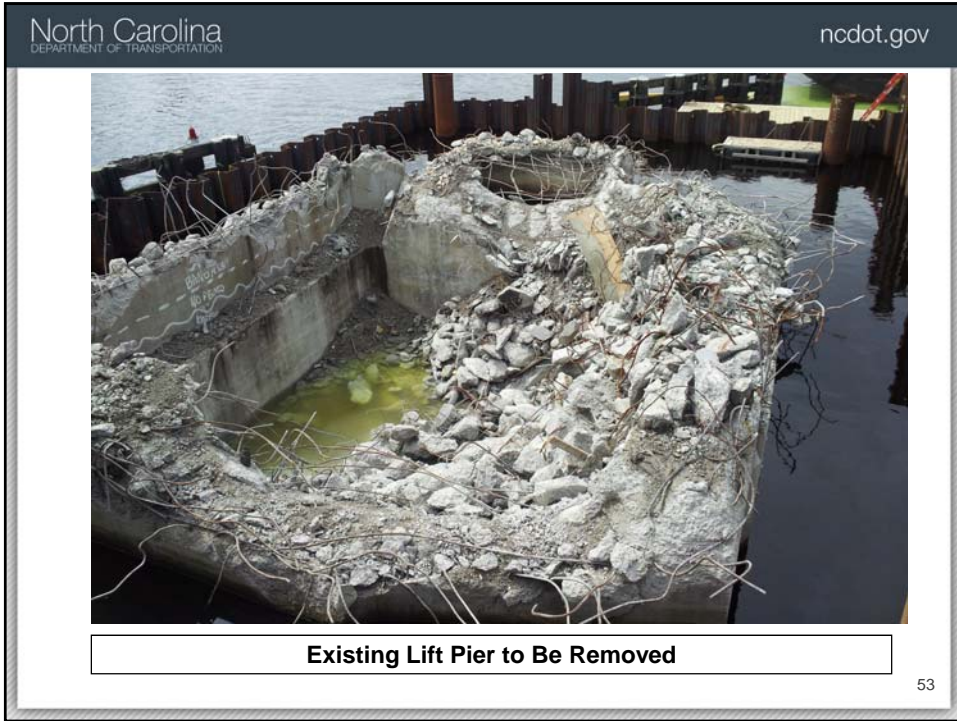 North Carolina
DEPARTMENT OF TRANSPORTATION
ncdot.gov
Existing Lift Pier to Be Removed
53